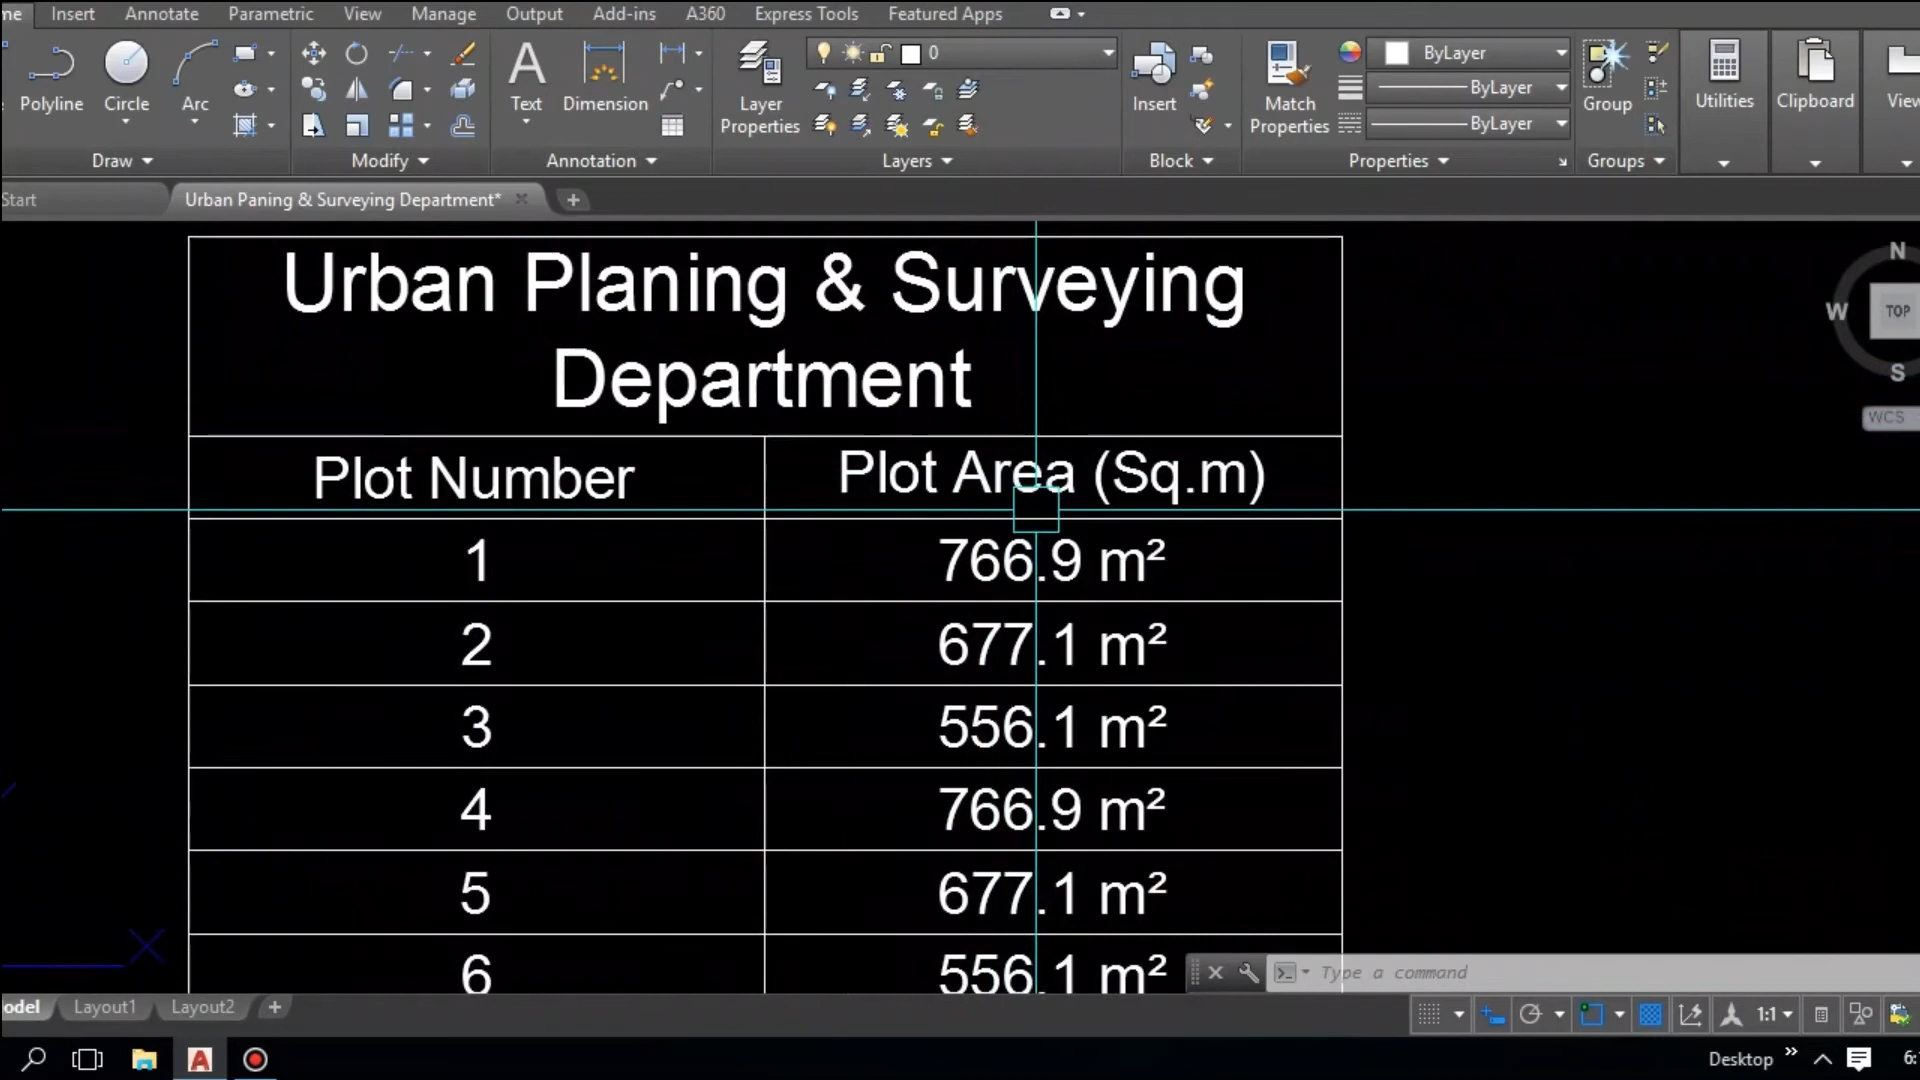 me Insert Annotate Parametric View Manage Output Add-ins A360 Express Tools Featured Apps
Polyline Circle Arc Text Dimension Layer Properties 0 Insert Match Properties ByLayer Group Utilities Clipboard View
ByLayer
ByLayer
Draw Modify Annotation Layers Block Properties Groups
Start Urban Paning & Surveying Department*
Urban Planing & Surveying
Department
Plot Number Plot Area (Sq.m)
1 766.9 m²
2 677.1 m²
3 556.1 m²
4 766.9 m²
5 677.1 m²
6 556.1 m²
N
W TOP
S
WCS
Type a command
odel Layout1 Layout2 +
1:1
Desktop 6: